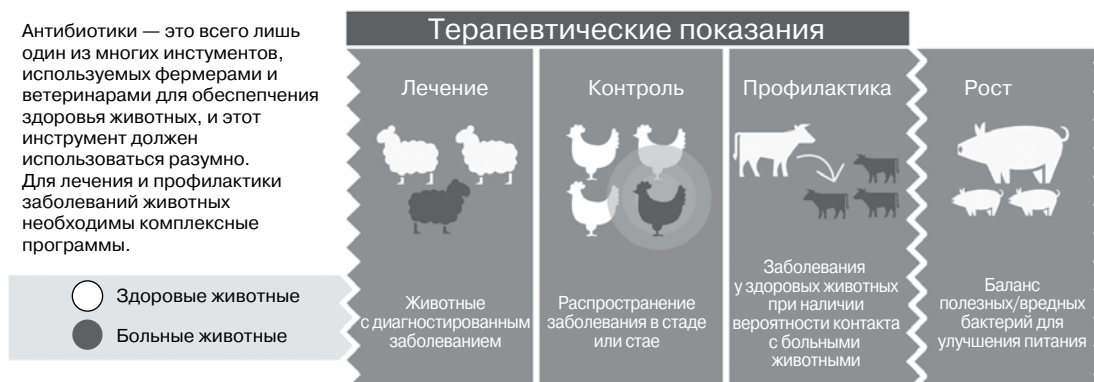 Антибиотики — это всего лишь
один из многих инстументов,
используемых фермерами и
ветеринарами для обеспепчения
здоровья животных, и этот
инструмент должен
использоваться разумно.
Для лечения и профилактики
заболеваний животных
необходимы комплексные
программы.
Здоровые животные
Больные животные
Терапевтические показания
Лечение
Животные
с диагностированным
заболеванием
Контроль
Распространение
заболевания в стаде
или стае
Профилактика
Заболевания
у здоровых животных
при наличии
вероятности контакта
с больными
животными
Рост
Баланс
полезных/вредных
бактерий для
улучшения питания